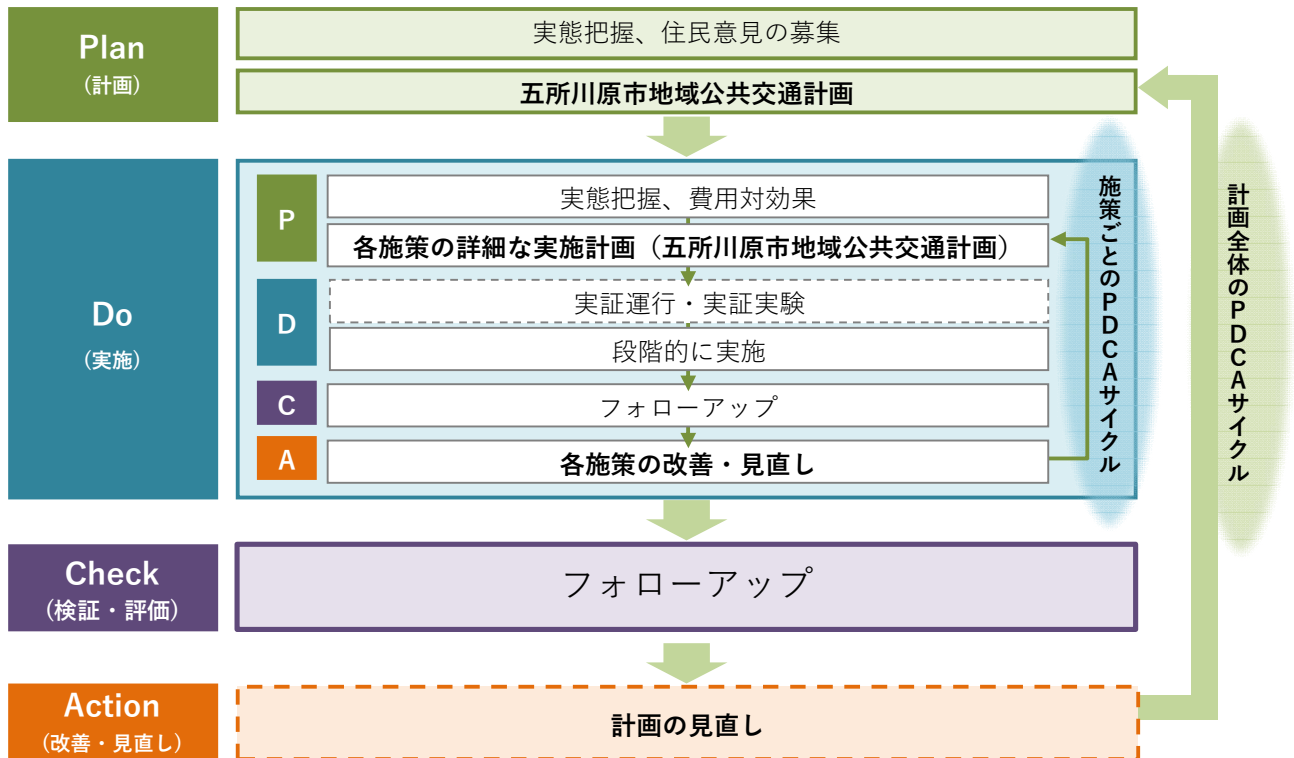 Plan
(計画)
実態把握、住民意見の募集
五所川原市地域公共交通計画
Do
(実施)
P
実態把握、費用対効果
各施策の詳細な実施計画（五所川原市地域公共交通計画）
D
実証運行・実証実験
段階的に実施
C
フォローアップ
A
各施策の改善・見直し
施策ごとのPDCAサイクル
計画全体のPDCAサイクル
Check
(検証・評価)
フォローアップ
Action
(改善・見直し)
計画の見直し